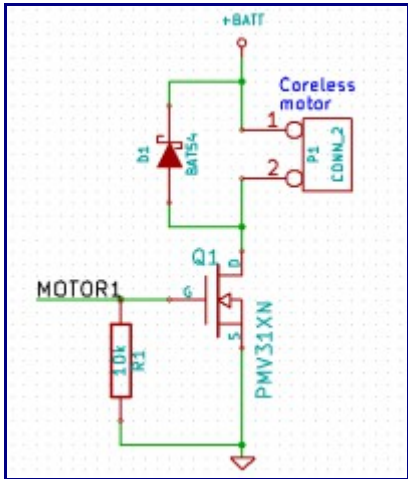 +BATT
Coreless
motor
1
D1
BAT54
P1
CONN_2
2
Q1
D
MOTOR1
G
S
PMV31XN
10k
R1